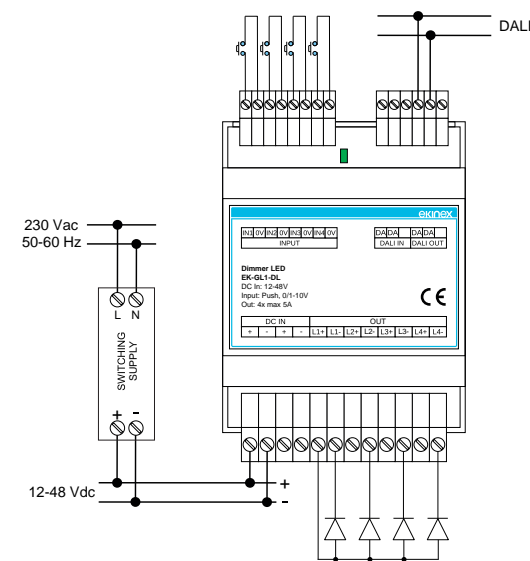 DALI
ekinex
IN1 0V IN2 0V IN3 0V IN4 0V
INPUT
DA DA DA DA
DALI IN DALI OUT
230 Vac
50-60 Hz
Dimmer LED
EK-GL1-DL
DC In: 12-48V
Input: Push, 0/1-10V
Out: 4x max 5A
CE
L N
SWITCHING
SUPPLY
+ -
DC IN OUT
+ - + - L1+ L1- L2+ L2- L3+ L3- L4+ L4-
12-48 Vdc
+
-